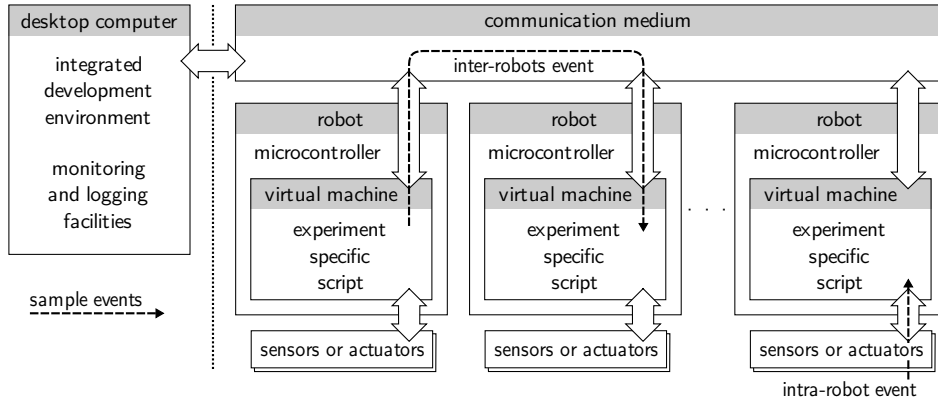 desktop computer
integrated
development
environment
monitoring
and logging
facilities
sample events
communication medium
inter-robots event
robot
microcontroller
virtual machine
experiment
specific
script
sensors or actuators
robot
microcontroller
virtual machine
experiment
specific
script
sensors or actuators
. . .
robot
microcontroller
virtual machine
experiment
specific
script
sensors or actuators
intra-robot event